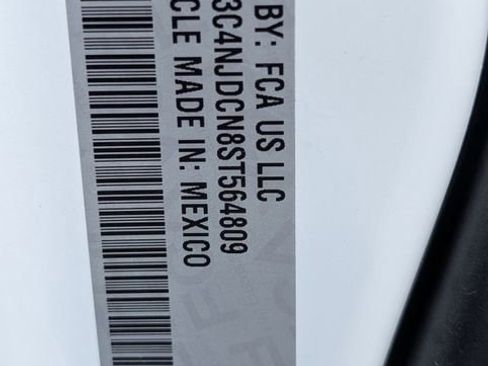 BY: FCA US LLC
3C4NJDCN8ST564809
CLE MADE IN: MEXICO